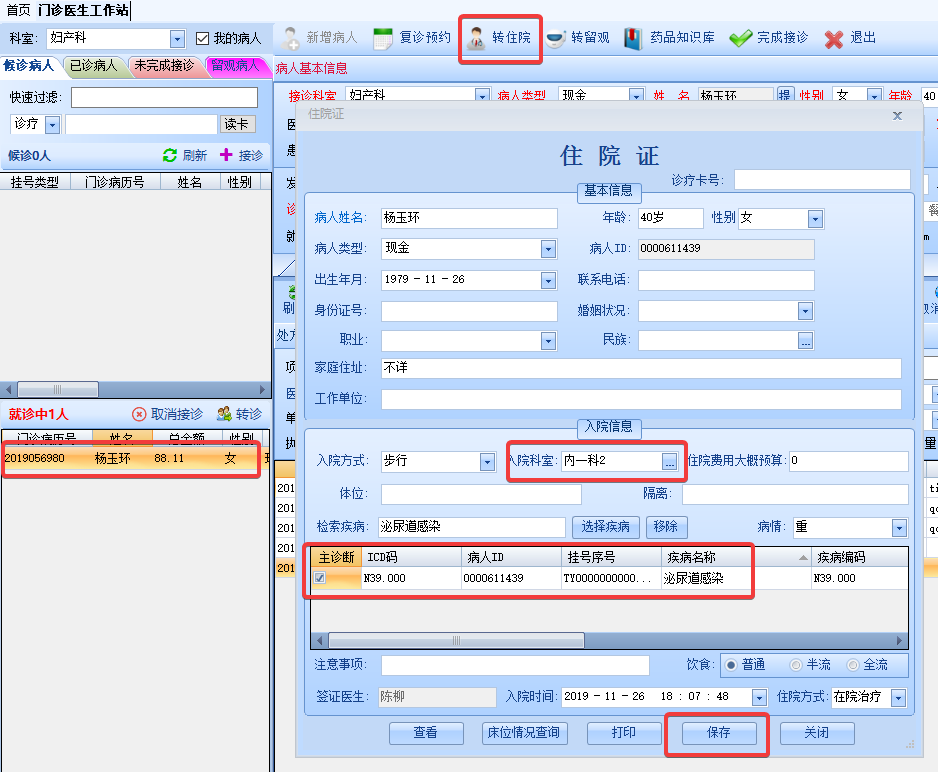 首页 门诊医生工作站
科室: 妇产科 我的病人 新增病人 复诊预约 转住院 转留观 药品知识库 完成接诊 退出
候诊病人 已诊病人 未完成接诊 留观病人 病人基本信息
快速过滤:
诊疗 读卡
候诊0人 刷新 接诊
挂号类型 门诊病历号 姓名 性别
就诊中1人 取消接诊 转诊
门诊病历号 姓名 总金额 性别
2019056980 杨玉环 88.11 女
接诊科室 妇产科 病人类型 现金 姓 名 杨玉环 提 性别 女 年龄 40
住院证
住 院 证
诊疗卡号:
基本信息
病人姓名: 杨玉环 年龄: 40岁 性别 女
病人类型: 现金 病人ID: 0000611439
出生年月: 1979-11-26 联系电话:
身份证号: 婚姻状况:
职业: 民族: ...
家庭住址: 不详
工作单位:
入院信息
入院方式: 步行 入院科室: 内一科2 ... 住院费用大概预算: 0
体位: 隔离:
检索疾病: 泌尿道感染 选择疾病 移除 病情: 重
主诊断 ICD码 病人ID 挂号序号 疾病名称 疾病编码
N39.000 0000611439 TY0000000000... 泌尿道感染 N39.000
注意事项: 饮食: 普通 半流 全流
签证医生: 陈柳 入院时间: 2019-11-26 18:07:48 住院方式: 在院治疗
查看 床位情况查询 打印 保存 关闭